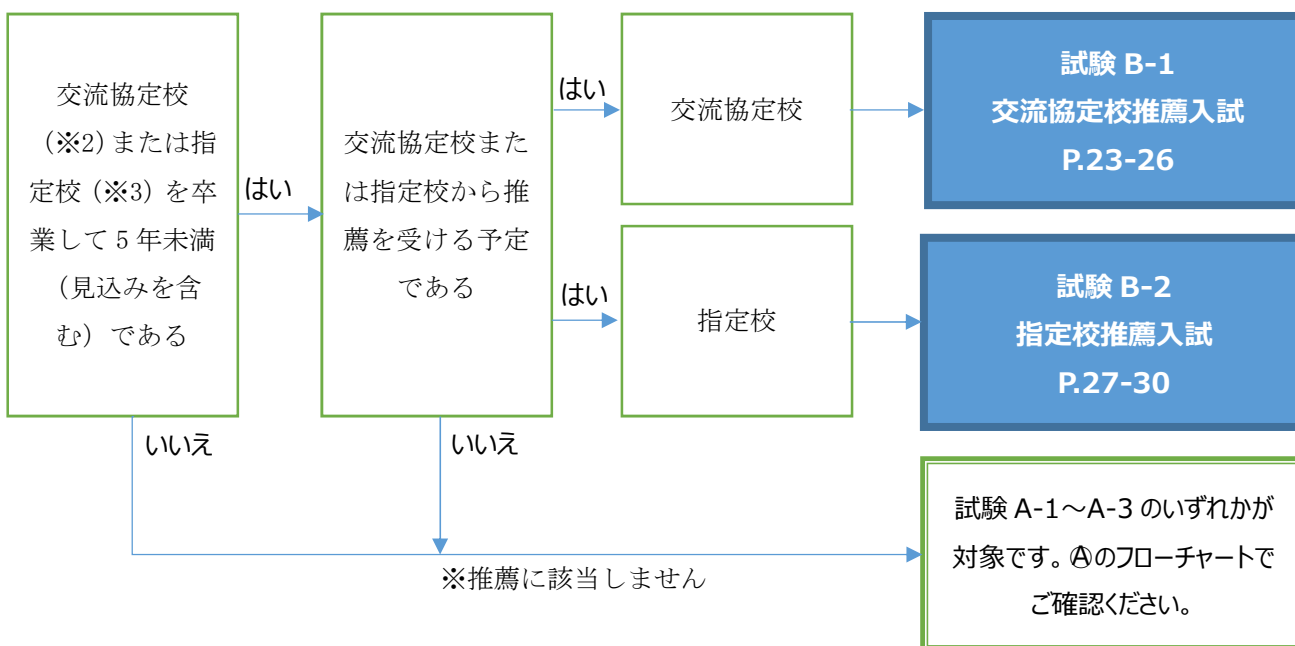 交流協定校
（※2）または指
定校（※3）を卒
業して5年未満
（見込みを含
む）である
はい
交流協定校また
は指定校から推
薦を受ける予定
である
はい
交流協定校
試験 B-1
交流協定校推薦入試
P.23-26
はい
指定校
試験 B-2
指定校推薦入試
P.27-30
いいえ
いいえ
※推薦に該当しません
試験 A-1～A-3 のいずれかが
対象です。Ⓐのフローチャートで
ご確認ください。